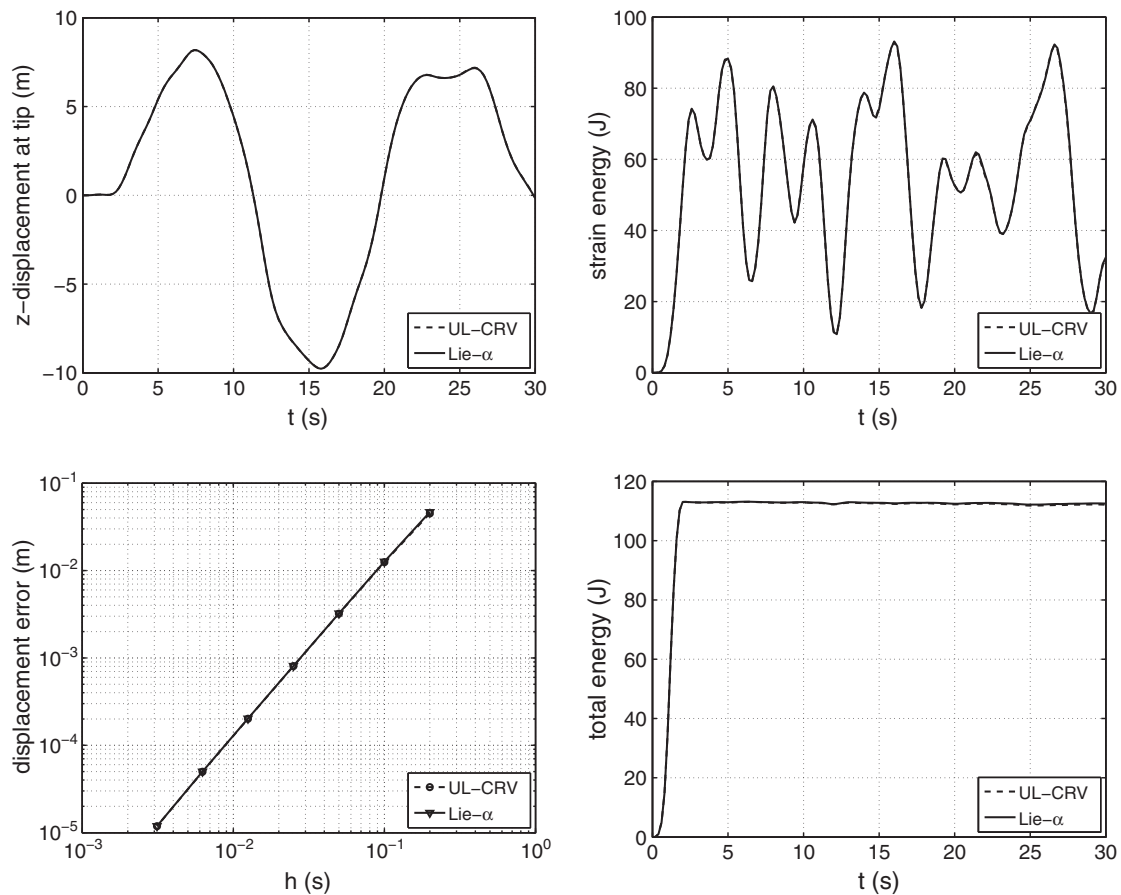 10
5
0
−5
−10
z−displacement at tip (m)
0 5 10 15 20 25 30
t (s)
UL−CRV
Lie−α
100
80
60
40
20
0
strain energy (J)
0 5 10 15 20 25 30
t (s)
UL−CRV
Lie−α
10⁻¹
10⁻²
10⁻³
10⁻⁴
10⁻⁵
displacement error (m)
10⁻³ 10⁻² 10⁻¹ 10⁰
h (s)
UL−CRV
Lie−α
120
100
80
60
40
20
0
total energy (J)
0 5 10 15 20 25 30
t (s)
UL−CRV
Lie−α